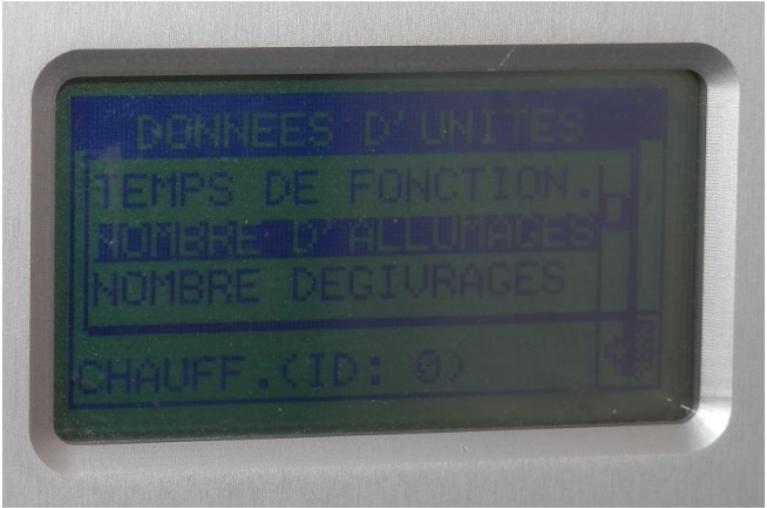 DONNEES D'UNITES
TEMPS DE FONCTION.
NOMBRE D'ALLUMAGES
NOMBRE DEGIVRAGES
CHAUFF.(ID: 0)